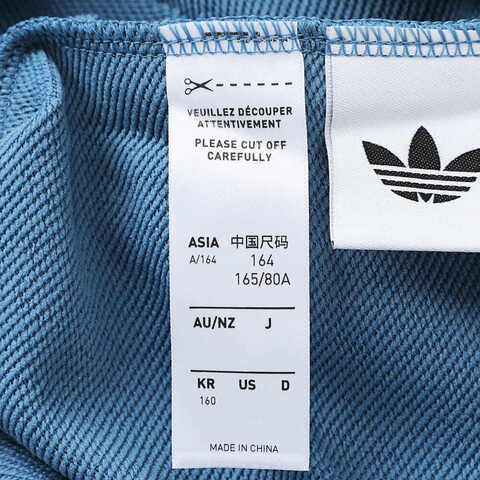 VEUILLEZ DÉCOUPER
ATTENTIVEMENT
PLEASE CUT OFF
CAREFULLY
ASIA 中国尺码
A/164 164
165/80A
AU/NZ J
KR US D
160
MADE IN CHINA